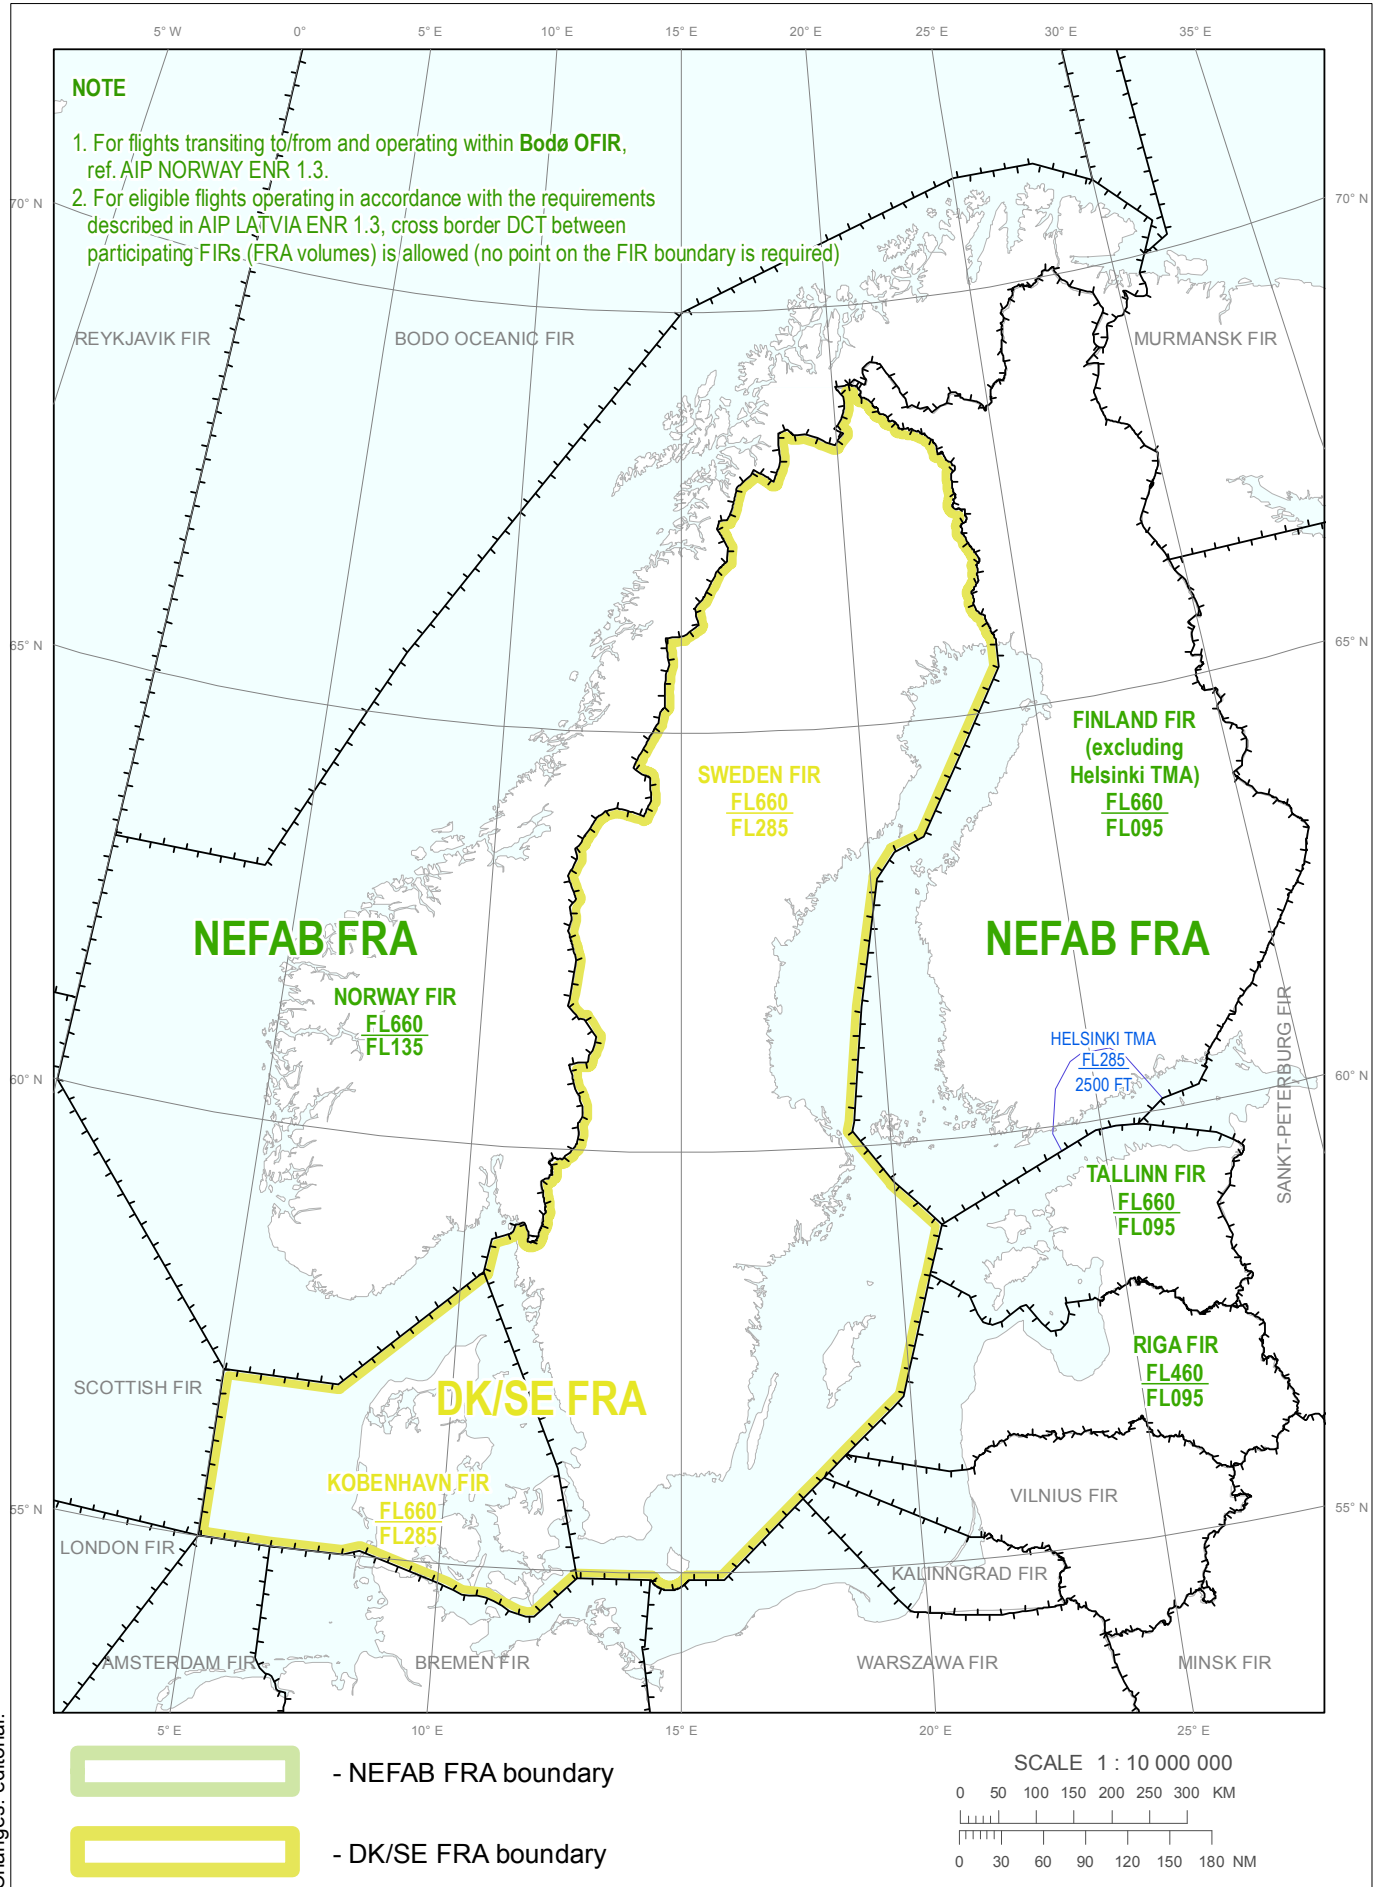 5° W 0° 5° E 10° E 15° E 20° E 25° E 30° E 35° E
NOTE
1. For flights transiting to/from and operating within Bodø OFIR,
ref. AIP NORWAY ENR 1.3.
2. For eligible flights operating in accordance with the requirements
described in AIP LATVIA ENR 1.3, cross border DCT between
participating FIRs (FRA volumes) is allowed (no point on the FIR boundary is required)
70° N
70° N
REYKJAVIK FIR
BODO OCEANIC FIR
MURMANSK FIR
65° N
65° N
FINLAND FIR
(excluding
Helsinki TMA)
FL660
FL095
SWEDEN FIR
FL660
FL285
NEFAB FRA
NEFAB FRA
NORWAY FIR
FL660
FL135
HELSINKI TMA
FL285
2500 FT
SANKT-PETERBURG FIR
60° N
60° N
TALLINN FIR
FL660
FL095
RIGA FIR
FL460
FL095
SCOTTISH FIR
DK/SE FRA
KOBENHAVN FIR
FL660
FL285
VILNIUS FIR
55° N
55° N
LONDON FIR
KALINNGRAD FIR
AMSTERDAM FIR
BREMEN FIR
WARSZAWA FIR
MINSK FIR
5° E 10° E 15° E 20° E 25° E
- NEFAB FRA boundary
- DK/SE FRA boundary
SCALE 1 : 10 000 000
0 50 100 150 200 250 300 KM
0 30 60 90 120 150 180 NM
Changes: editorial.